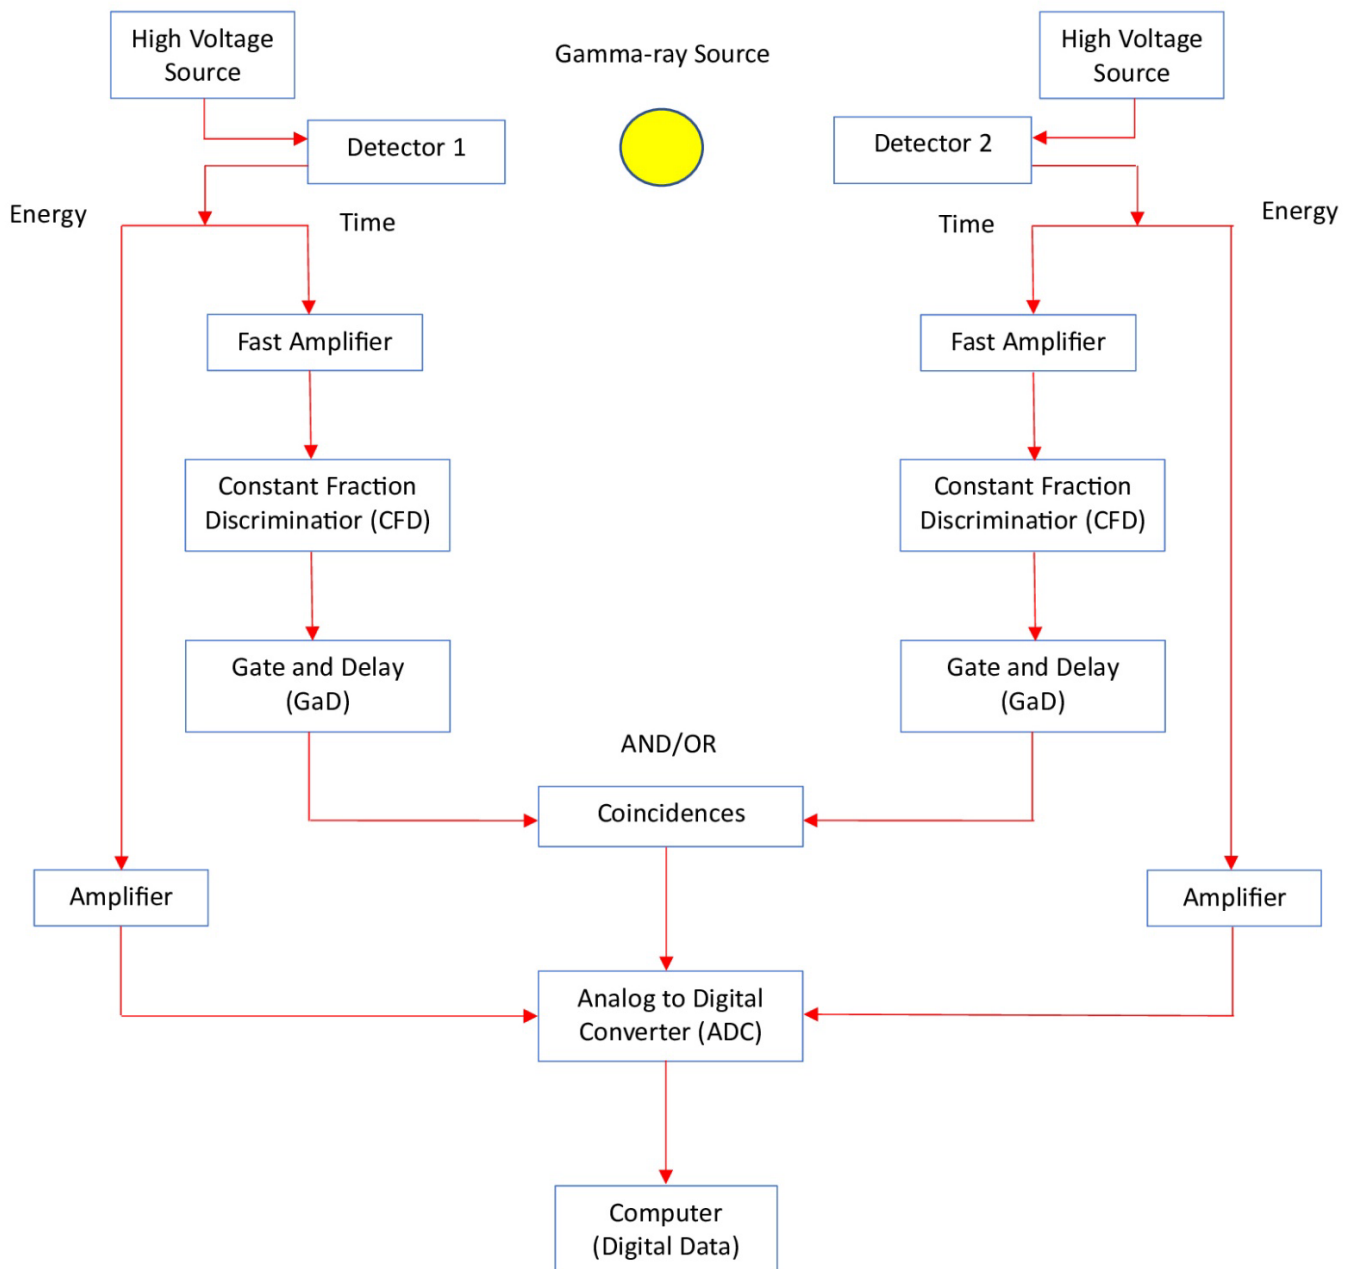 High Voltage
Source
Gamma-ray Source
High Voltage
Source
Detector 1
Detector 2
Energy
Time
Time
Energy
Fast Amplifier
Fast Amplifier
Constant Fraction
Discriminatior (CFD)
Constant Fraction
Discriminatior (CFD)
Gate and Delay
(GaD)
Gate and Delay
(GaD)
AND/OR
Coincidences
Amplifier
Amplifier
Analog to Digital
Converter (ADC)
Computer
(Digital Data)